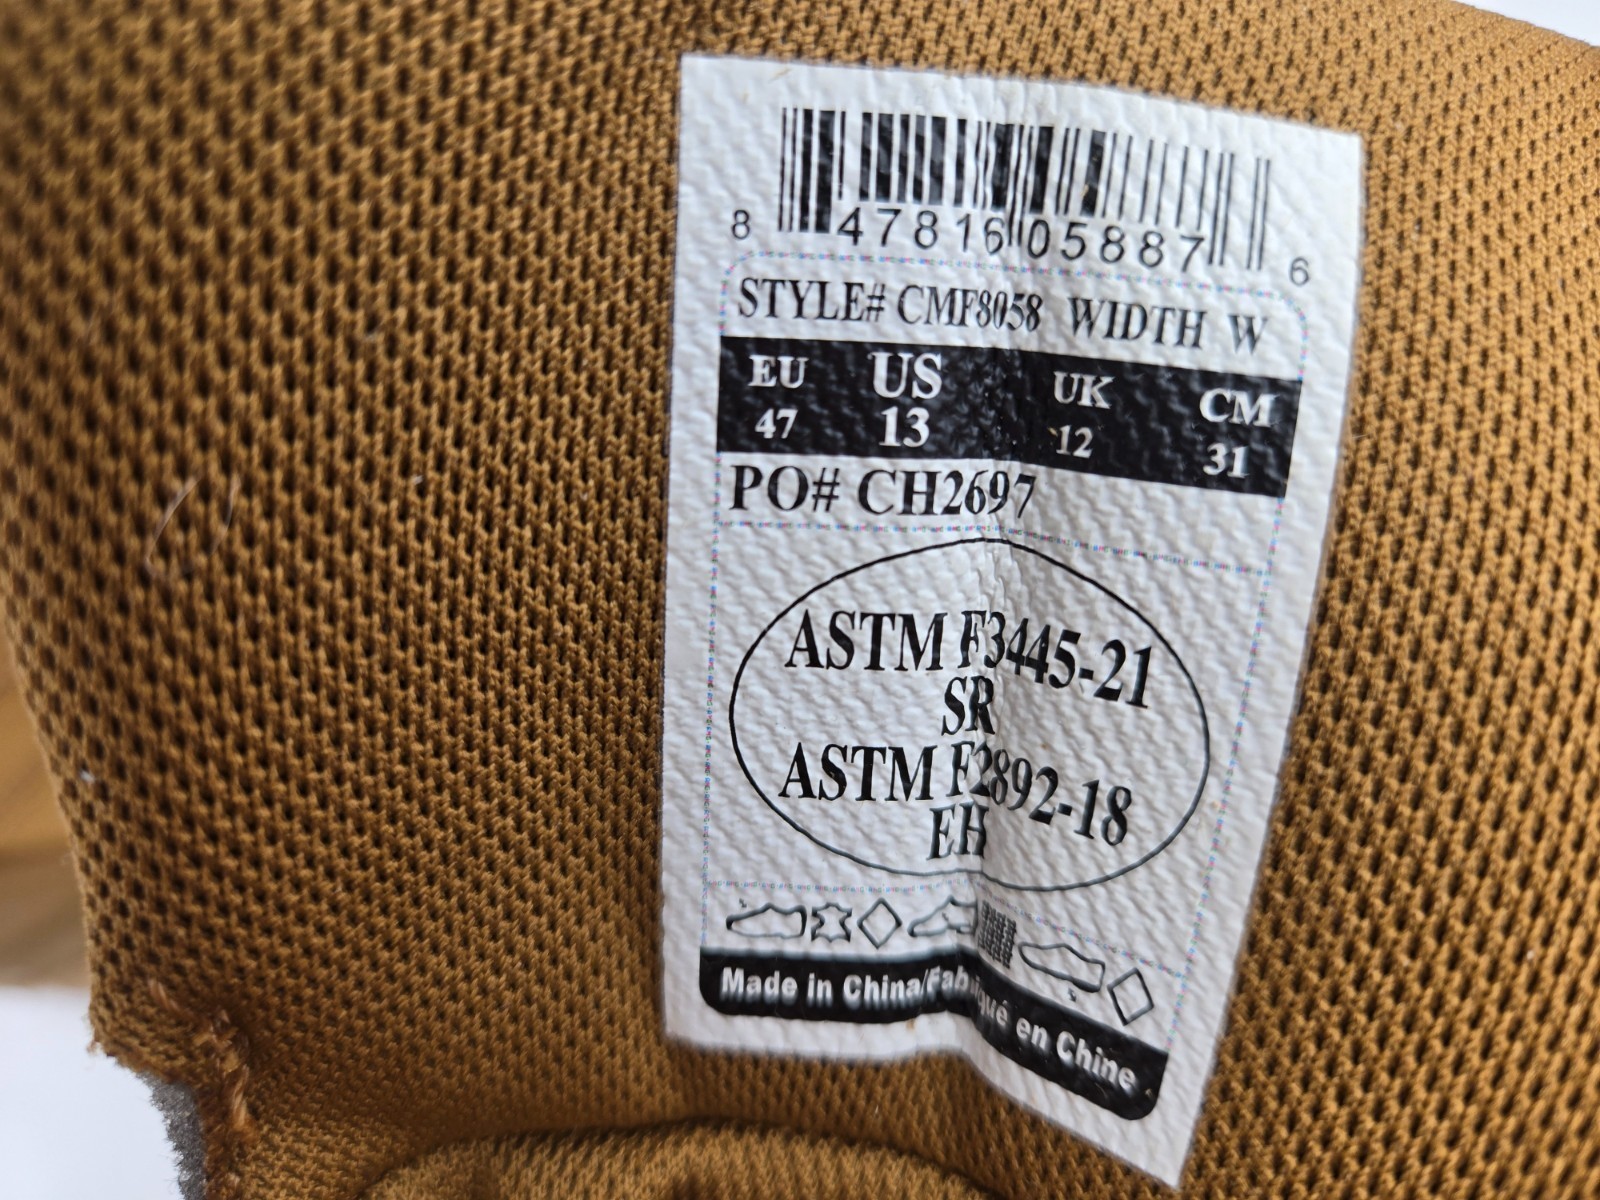 8 47816 05887 6
STYLE# CMF8058 WIDTH W
EU US UK CM
47 13 12 31
PO# CH2697
ASTM F3445-21
SR
ASTM F2892-18
EH
Made in China/Fabriqué en Chine